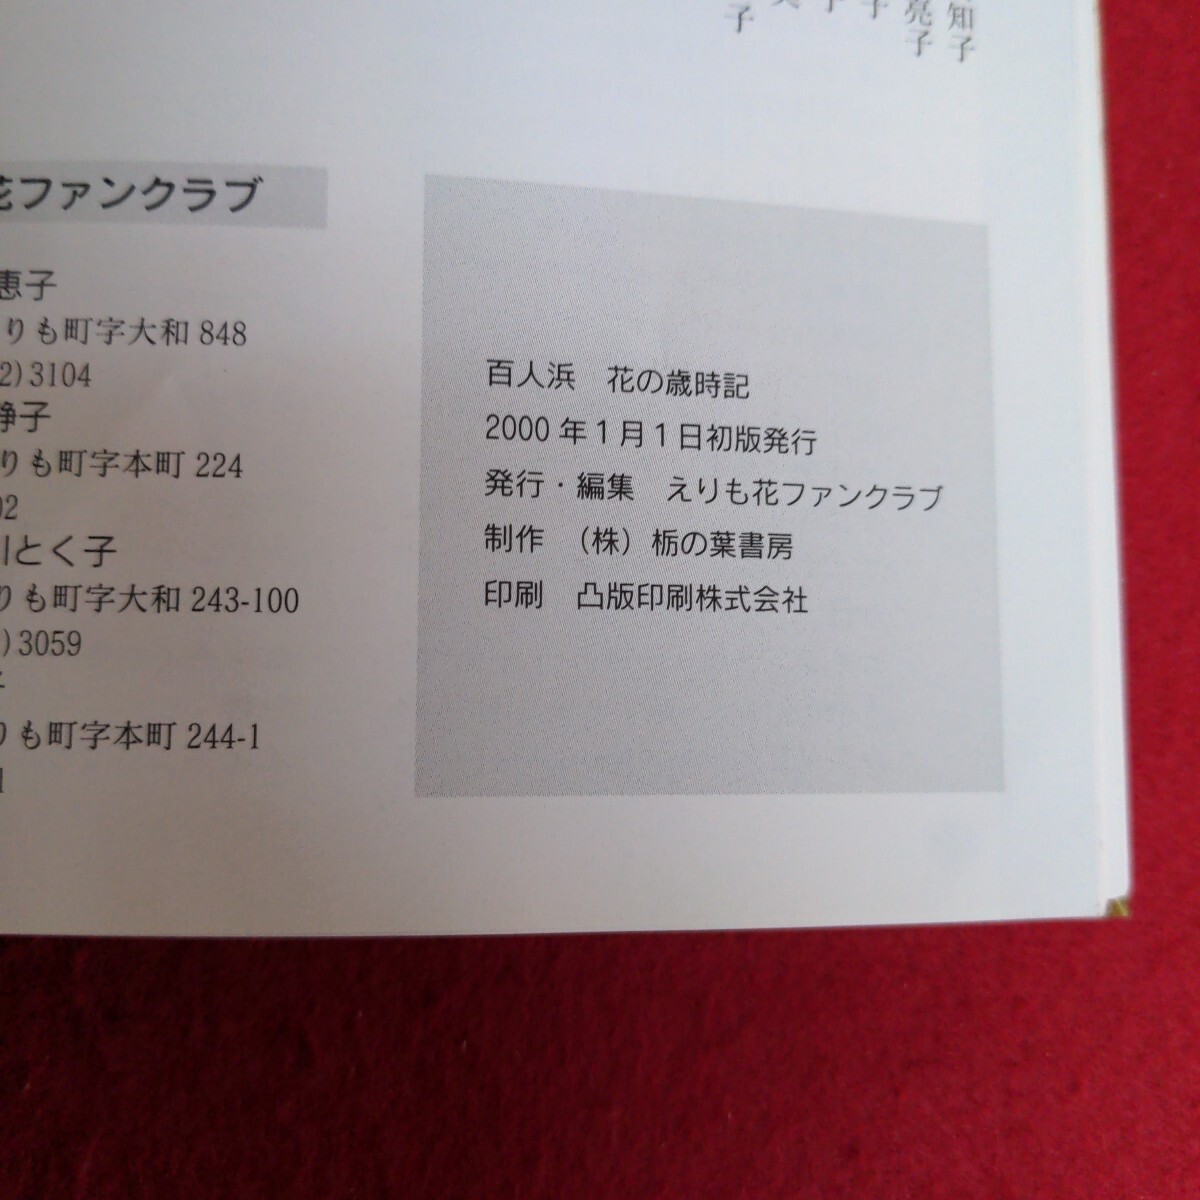 知子
亮子
子
子
花ファンクラブ
恵子
りも町字大和 848
2)3104
静子
りも町字本町 224
02
川とく子
りも町字大和 243-100
)3059
りも町字本町 244-1
1
百人浜　花の歳時記
2000 年 1 月 1 日初版発行
発行・編集　えりも花ファンクラブ
制作　（株）栃の葉書房
印刷　凸版印刷株式会社